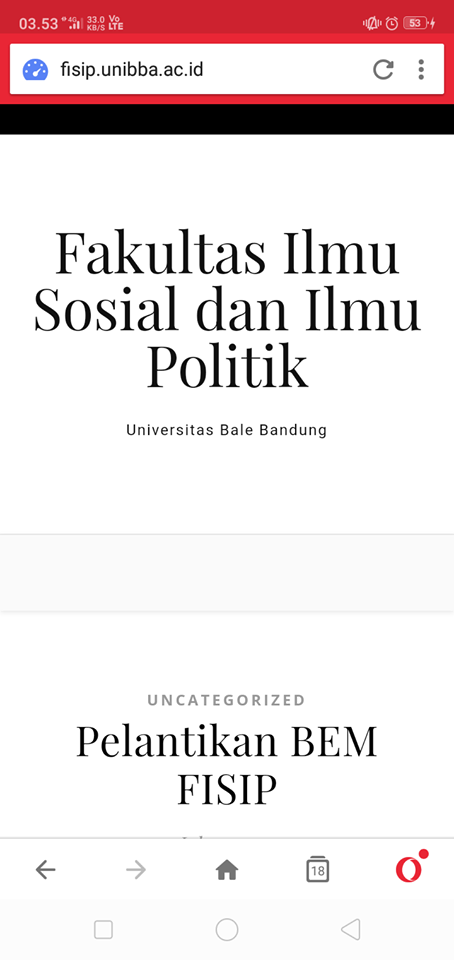 03.53 4G 33.0 KB/S Vo LTE 53
fisip.unibba.ac.id
Fakultas Ilmu
Sosial dan Ilmu
Politik
Universitas Bale Bandung
UNCATEGORIZED
Pelantikan BEM
FISIP
18